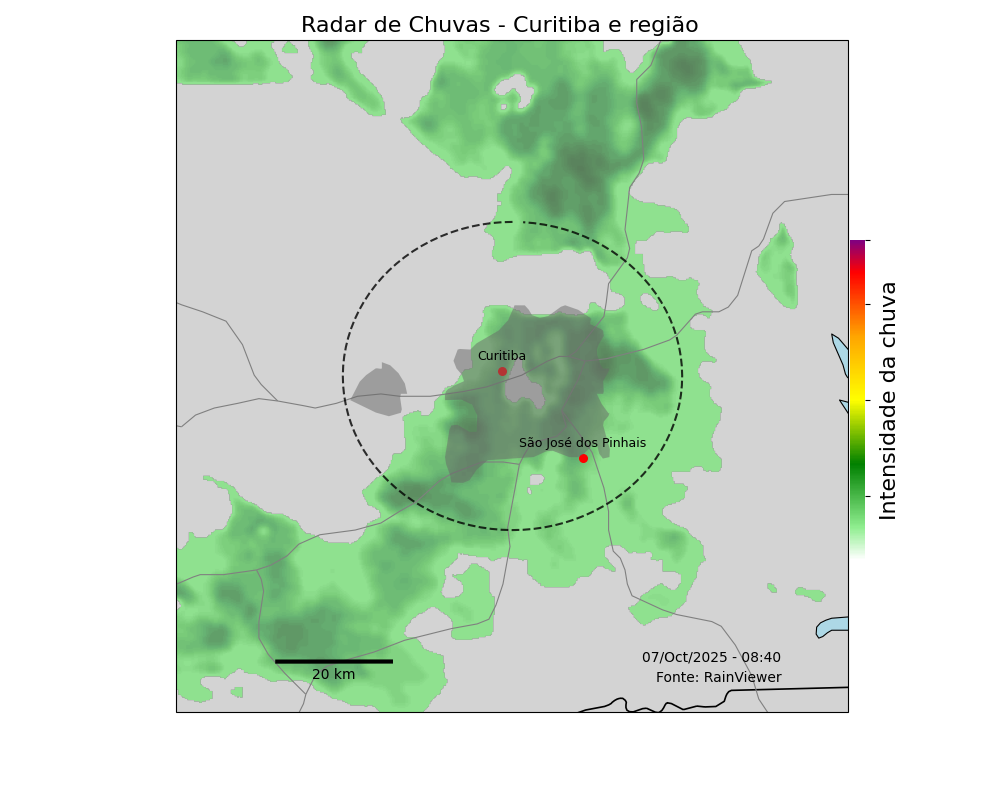 Radar de Chuvas - Curitiba e região
Curitiba
São José dos Pinhais
Intensidade da chuva
20 km
07/Oct/2025 - 08:40
Fonte: RainViewer